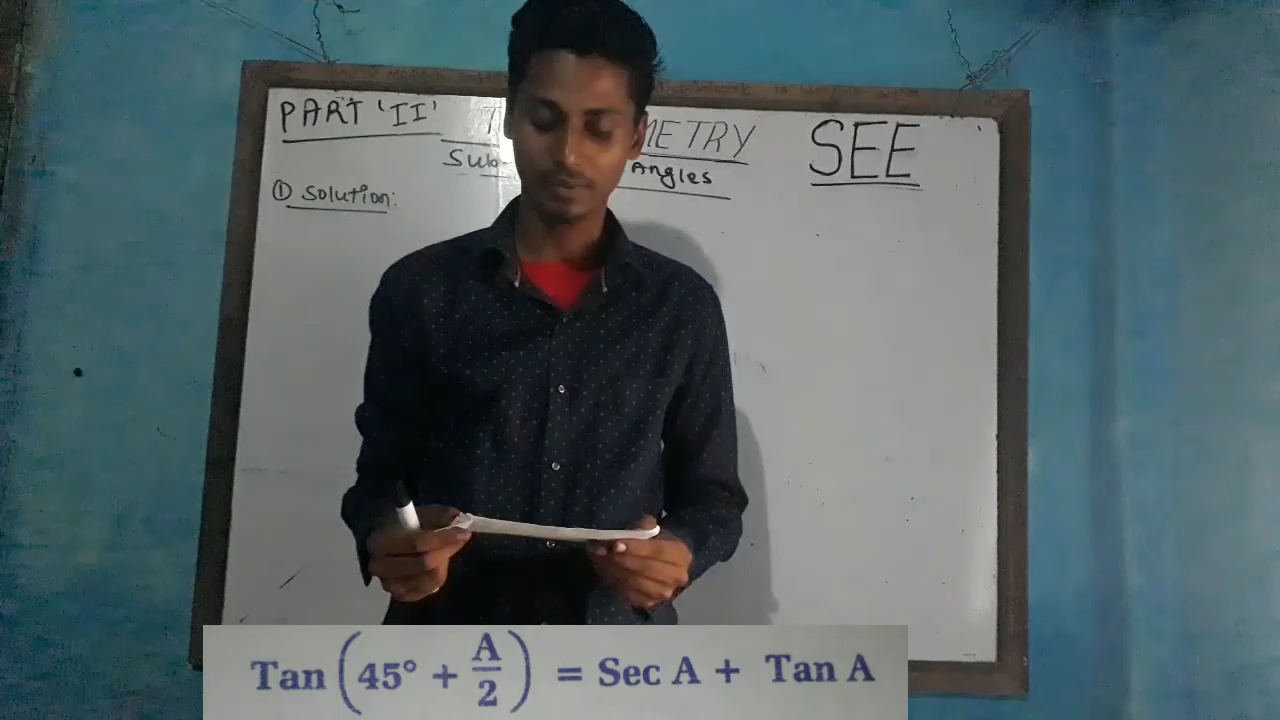 PART 'II' T METRY SEE
Sub- Angles
① Solution:
Tan (45° + A/2) = Sec A + Tan A